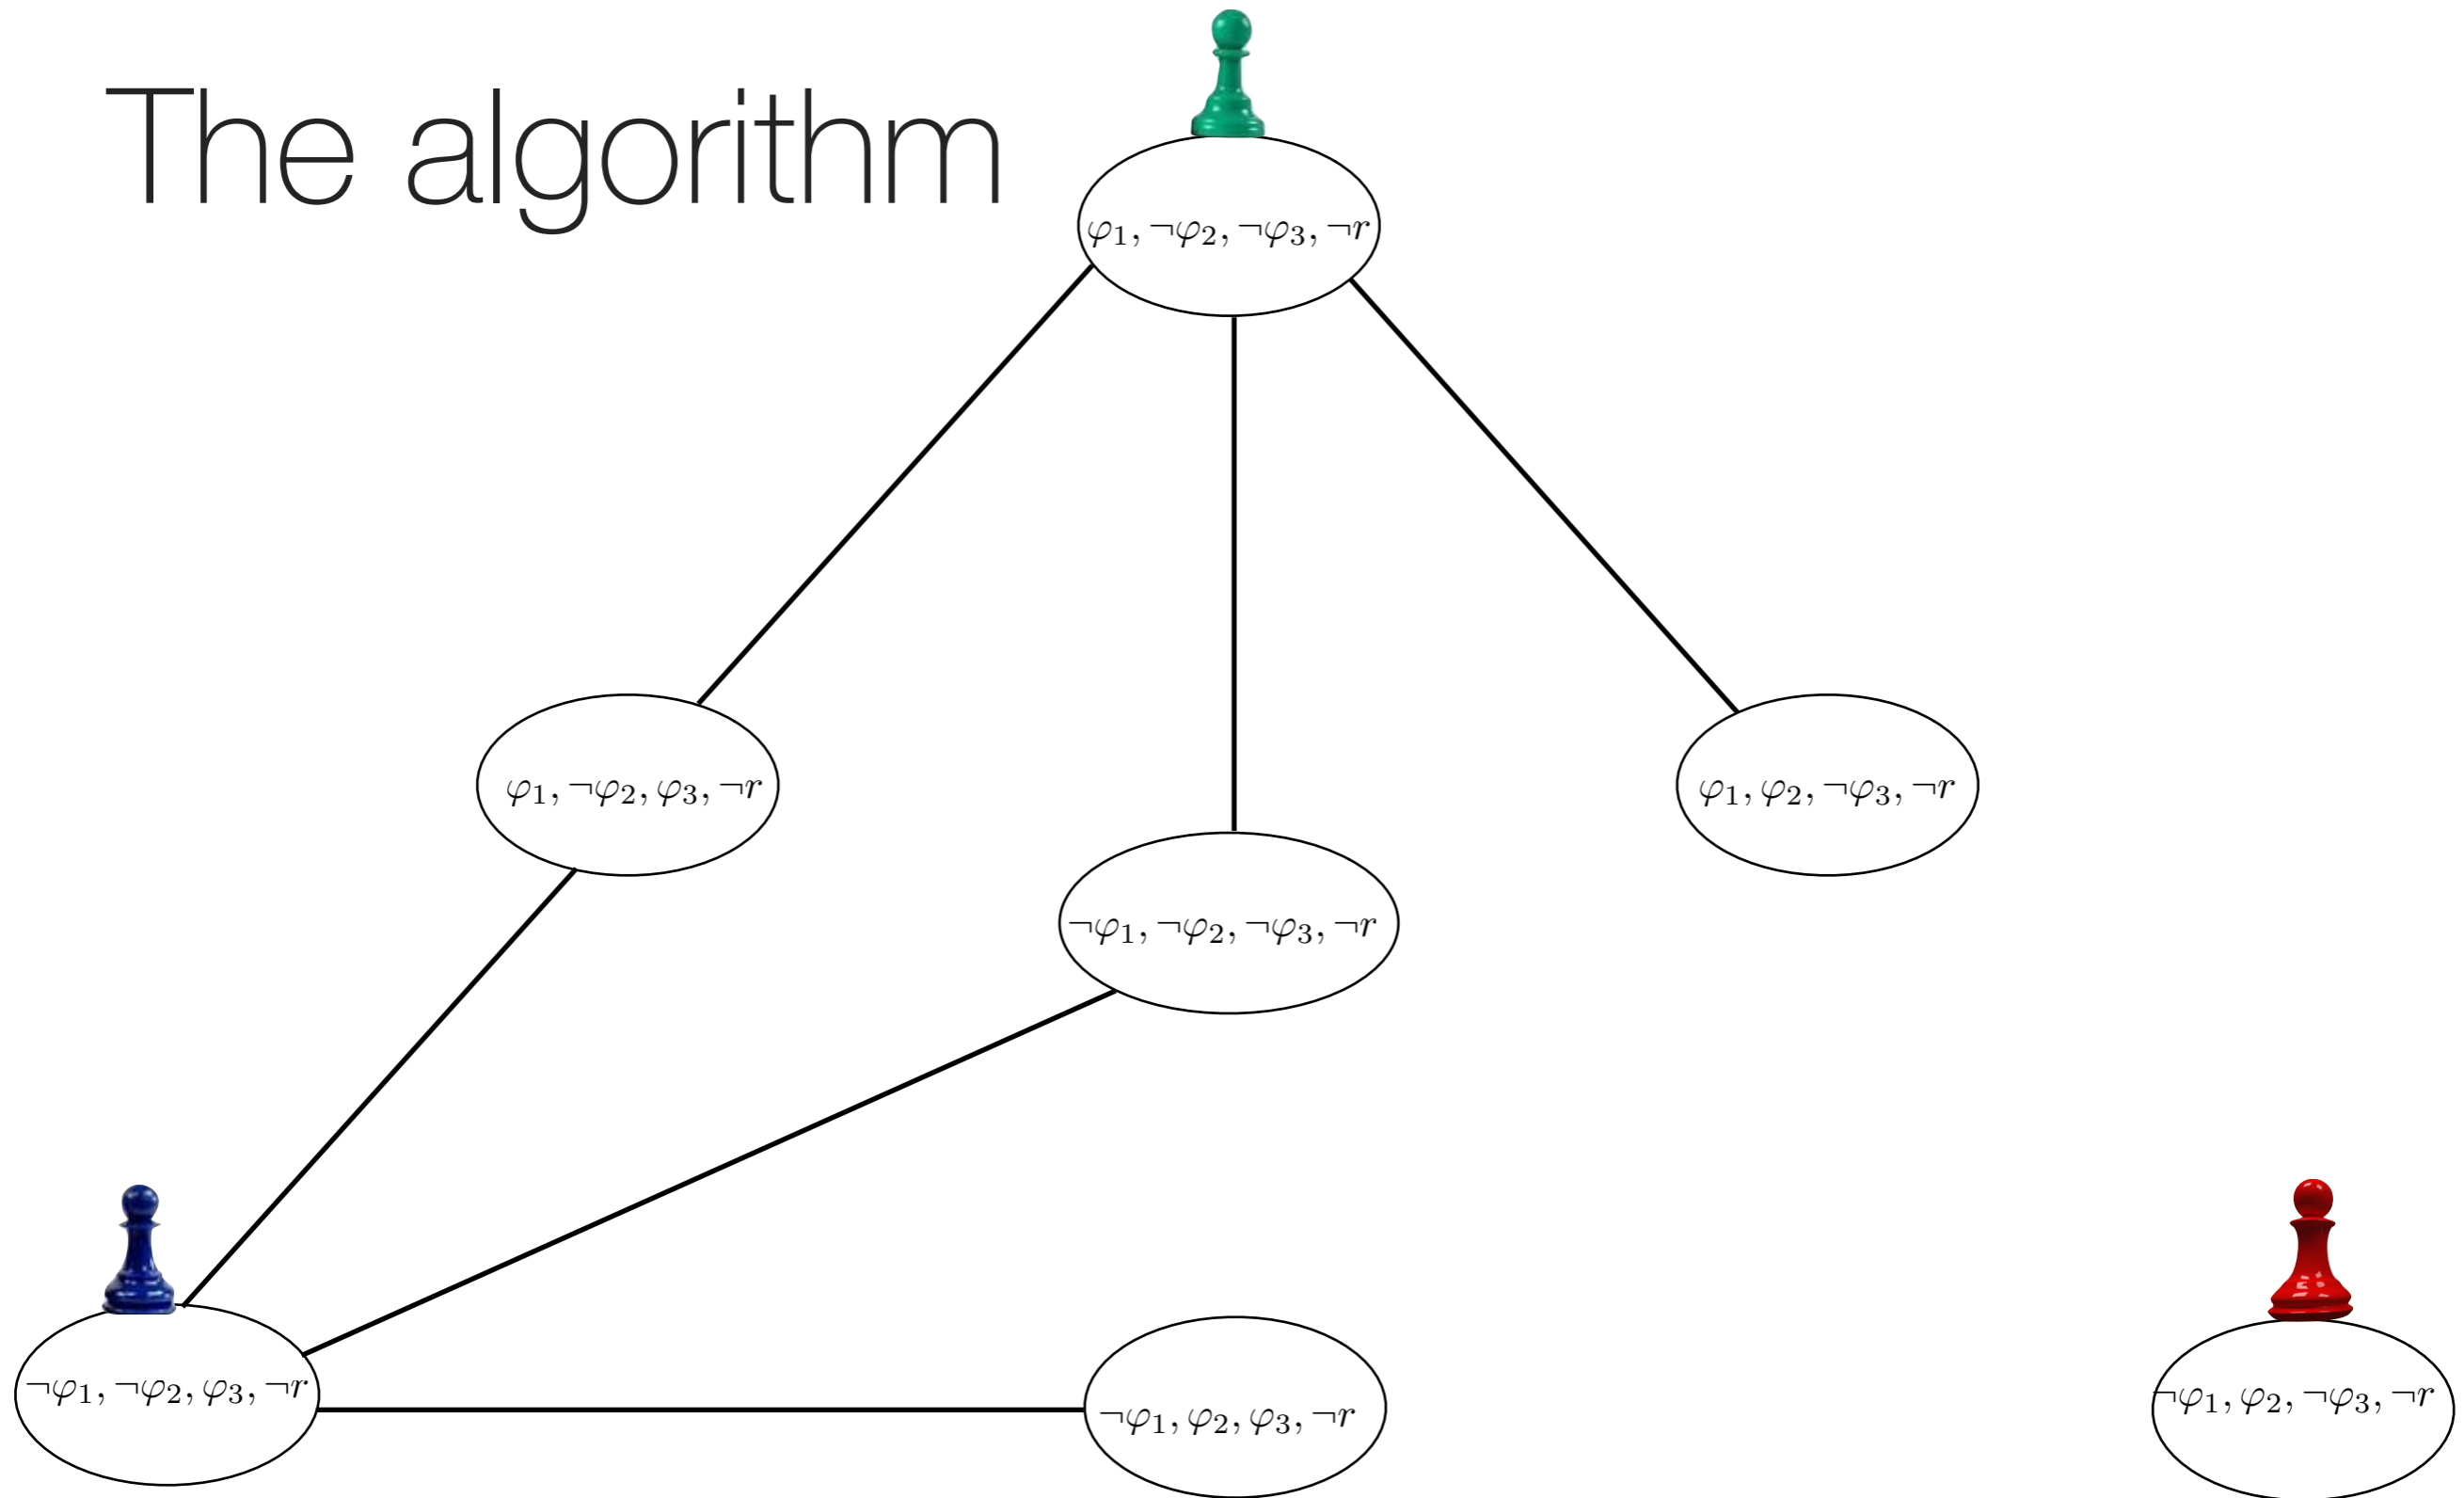 The algorithm
φ₁, ¬φ₂, ¬φ₃, ¬r
φ₁, ¬φ₂, φ₃, ¬r
φ₁, φ₂, ¬φ₃, ¬r
¬φ₁, ¬φ₂, ¬φ₃, ¬r
¬φ₁, ¬φ₂, φ₃, ¬r
¬φ₁, φ₂, φ₃, ¬r
¬φ₁, φ₂, ¬φ₃, ¬r